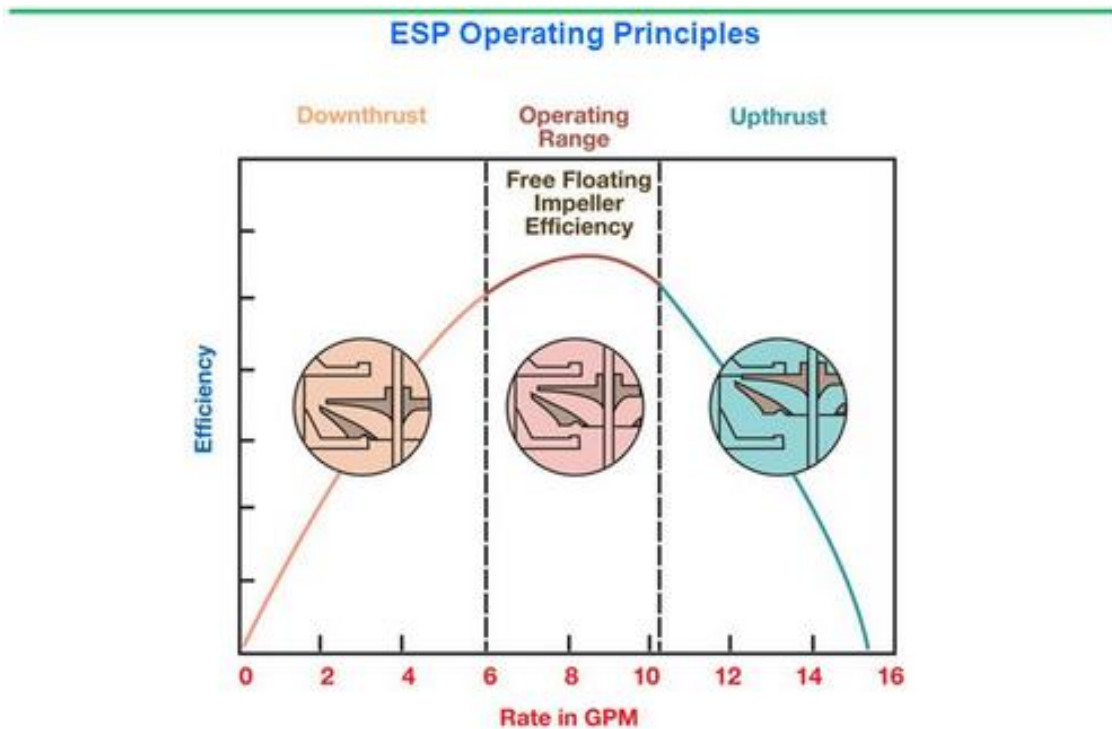 ESP Operating Principles
Downthrust
Operating
Range
Upthrust
Free Floating
Impeller
Efficiency
Efficiency
0 2 4 6 8 10 12 14 16
Rate in GPM